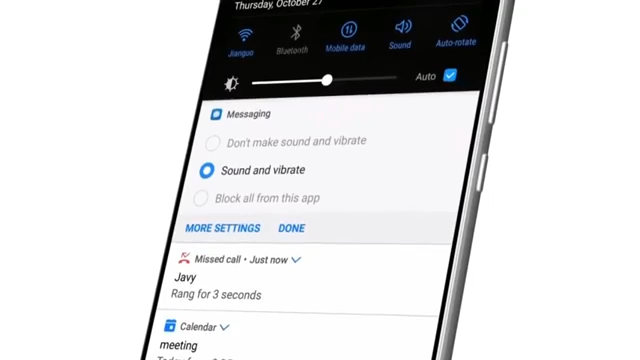 Thursday, October 27
Jianguo
Bluetooth
Mobile data
Sound
Auto-rotate
Auto
Messaging
Don't make sound and vibrate
Sound and vibrate
Block all from this app
MORE SETTINGS DONE
Missed call • Just now
Javy
Rang for 3 seconds
Calendar
meeting